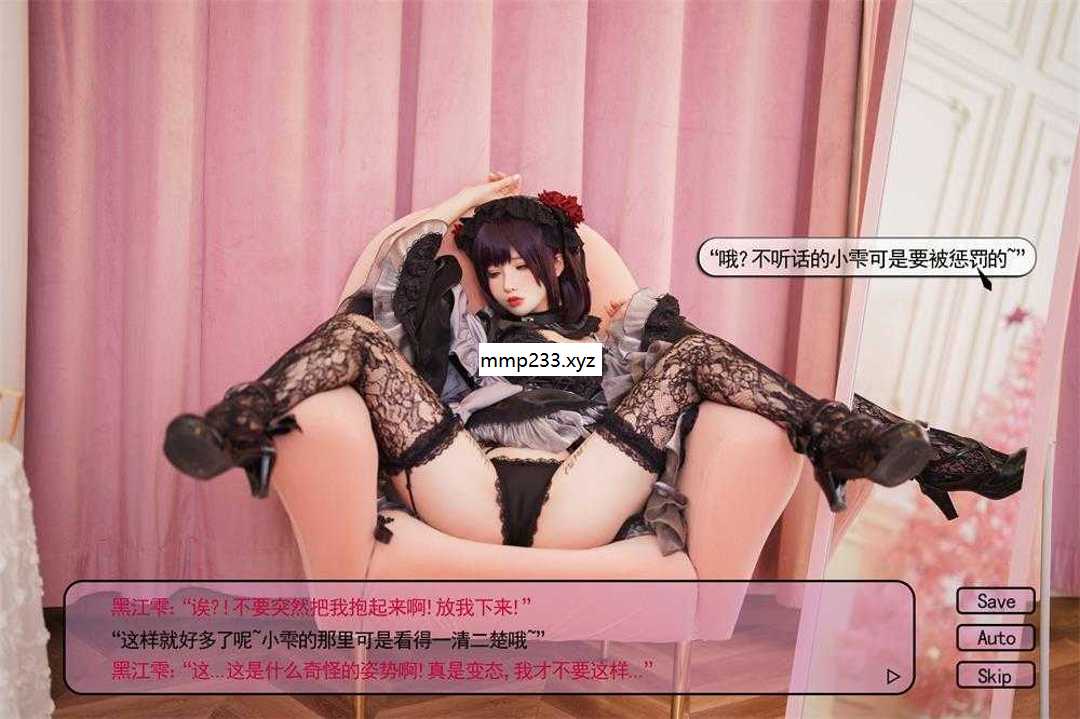 “哦?不听话的小雫可是要被惩罚的~”
mmp233.xyz
黑江雫:“诶?!不要突然把我抱起来啊!放我下来!”
“这样就好多了呢~小雫的那里可是看得一清二楚哦~”
黑江雫:“这...这是什么奇怪的姿势啊!真是变态,我才不要这样...”
Save
Auto
Skip